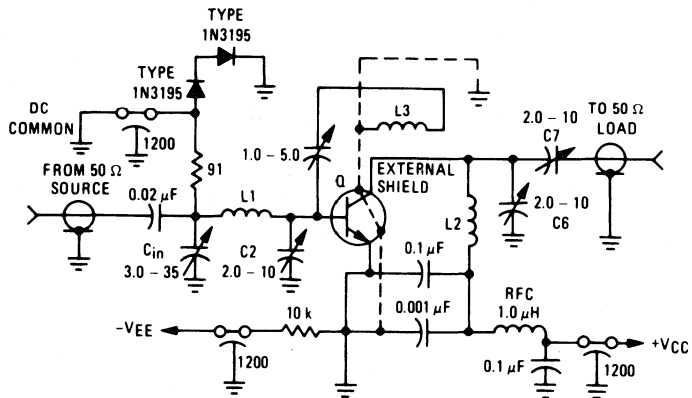 TYPE
1N3195
TYPE
1N3195
DC
COMMON
1200
FROM 50 Ω
SOURCE
91
0.02 μF
L1
Cin
3.0 – 35
C2
2.0 – 10
1.0 – 5.0
L3
Q
EXTERNAL
SHIELD
2.0 – 10
C7
TO 50 Ω
LOAD
2.0 – 10
C6
L2
0.1 μF
0.001 μF
RFC
1.0 μH
–VEE
10 k
1200
0.1 μF
1200
+VCC